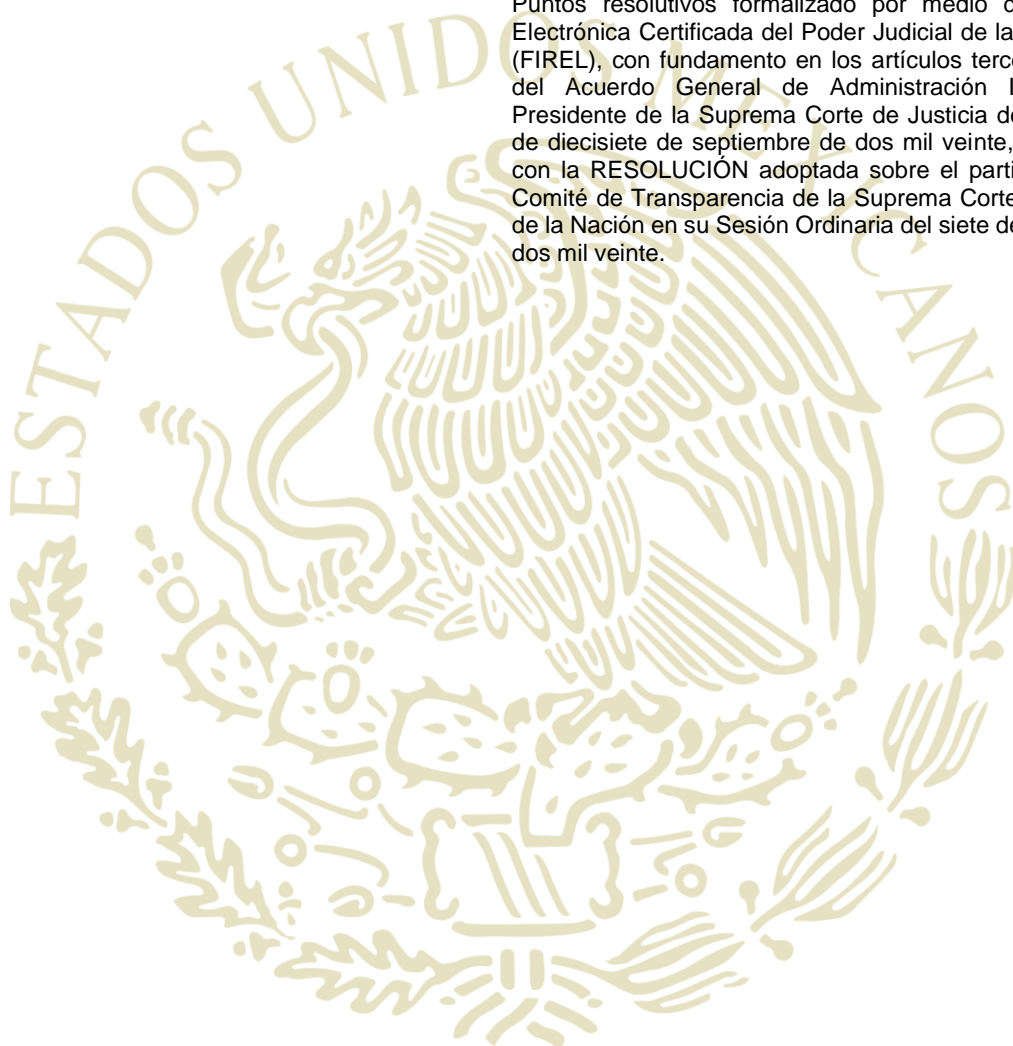 Puntos resolutivos formalizado por medio d
Electrónica Certificada del Poder Judicial de la
(FIREL), con fundamento en los artículos terc
del Acuerdo General de Administración I
Presidente de la Suprema Corte de Justicia d
de diecisiete de septiembre de dos mil veinte,
con la RESOLUCIÓN adoptada sobre el parti
Comité de Transparencia de la Suprema Corte
de la Nación en su Sesión Ordinaria del siete de
dos mil veinte.
ESTADOS UNIDOS MEXICANOS